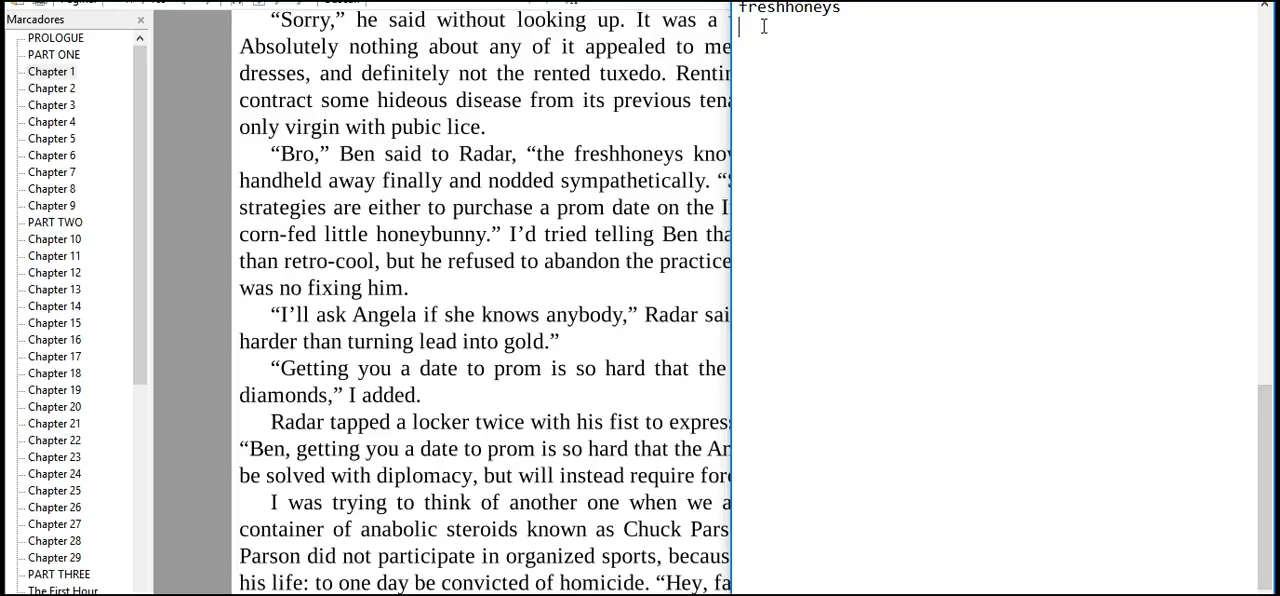 Marcadores
PROLOGUE
PART ONE
Chapter 1
Chapter 2
Chapter 3
Chapter 4
Chapter 5
Chapter 6
Chapter 7
Chapter 8
Chapter 9
PART TWO
Chapter 10
Chapter 11
Chapter 12
Chapter 13
Chapter 14
Chapter 15
Chapter 16
Chapter 17
Chapter 18
Chapter 19
Chapter 20
Chapter 21
Chapter 22
Chapter 23
Chapter 24
Chapter 25
Chapter 26
Chapter 27
Chapter 28
Chapter 29
PART THREE
The First Hour
“Sorry,” he said without looking up. It was a
Absolutely nothing about any of it appealed to me
dresses, and definitely not the rented tuxedo. Rentin
contract some hideous disease from its previous tena
only virgin with pubic lice.
“Bro,” Ben said to Radar, “the freshhoneys know
handheld away finally and nodded sympathetically. “S
strategies are either to purchase a prom date on the I
corn-fed little honeybunny.” I’d tried telling Ben tha
than retro-cool, but he refused to abandon the practice
was no fixing him.
“I’ll ask Angela if she knows anybody,” Radar sai
harder than turning lead into gold.”
“Getting you a date to prom is so hard that the
diamonds,” I added.
Radar tapped a locker twice with his fist to express
“Ben, getting you a date to prom is so hard that the Am
be solved with diplomacy, but will instead require forc
I was trying to think of another one when we a
container of anabolic steroids known as Chuck Pars
Parson did not participate in organized sports, becaus
his life: to one day be convicted of homicide. “Hey, fa
freshhoneys